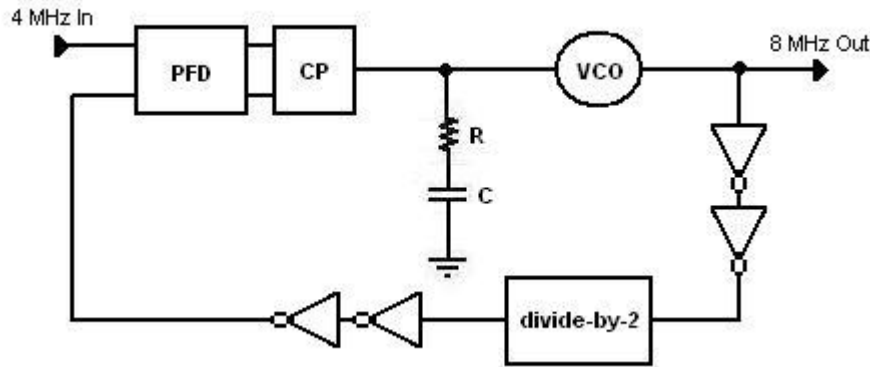 4 MHz In
8 MHz Out
PFD
CP
VCO
R
C
divide-by-2